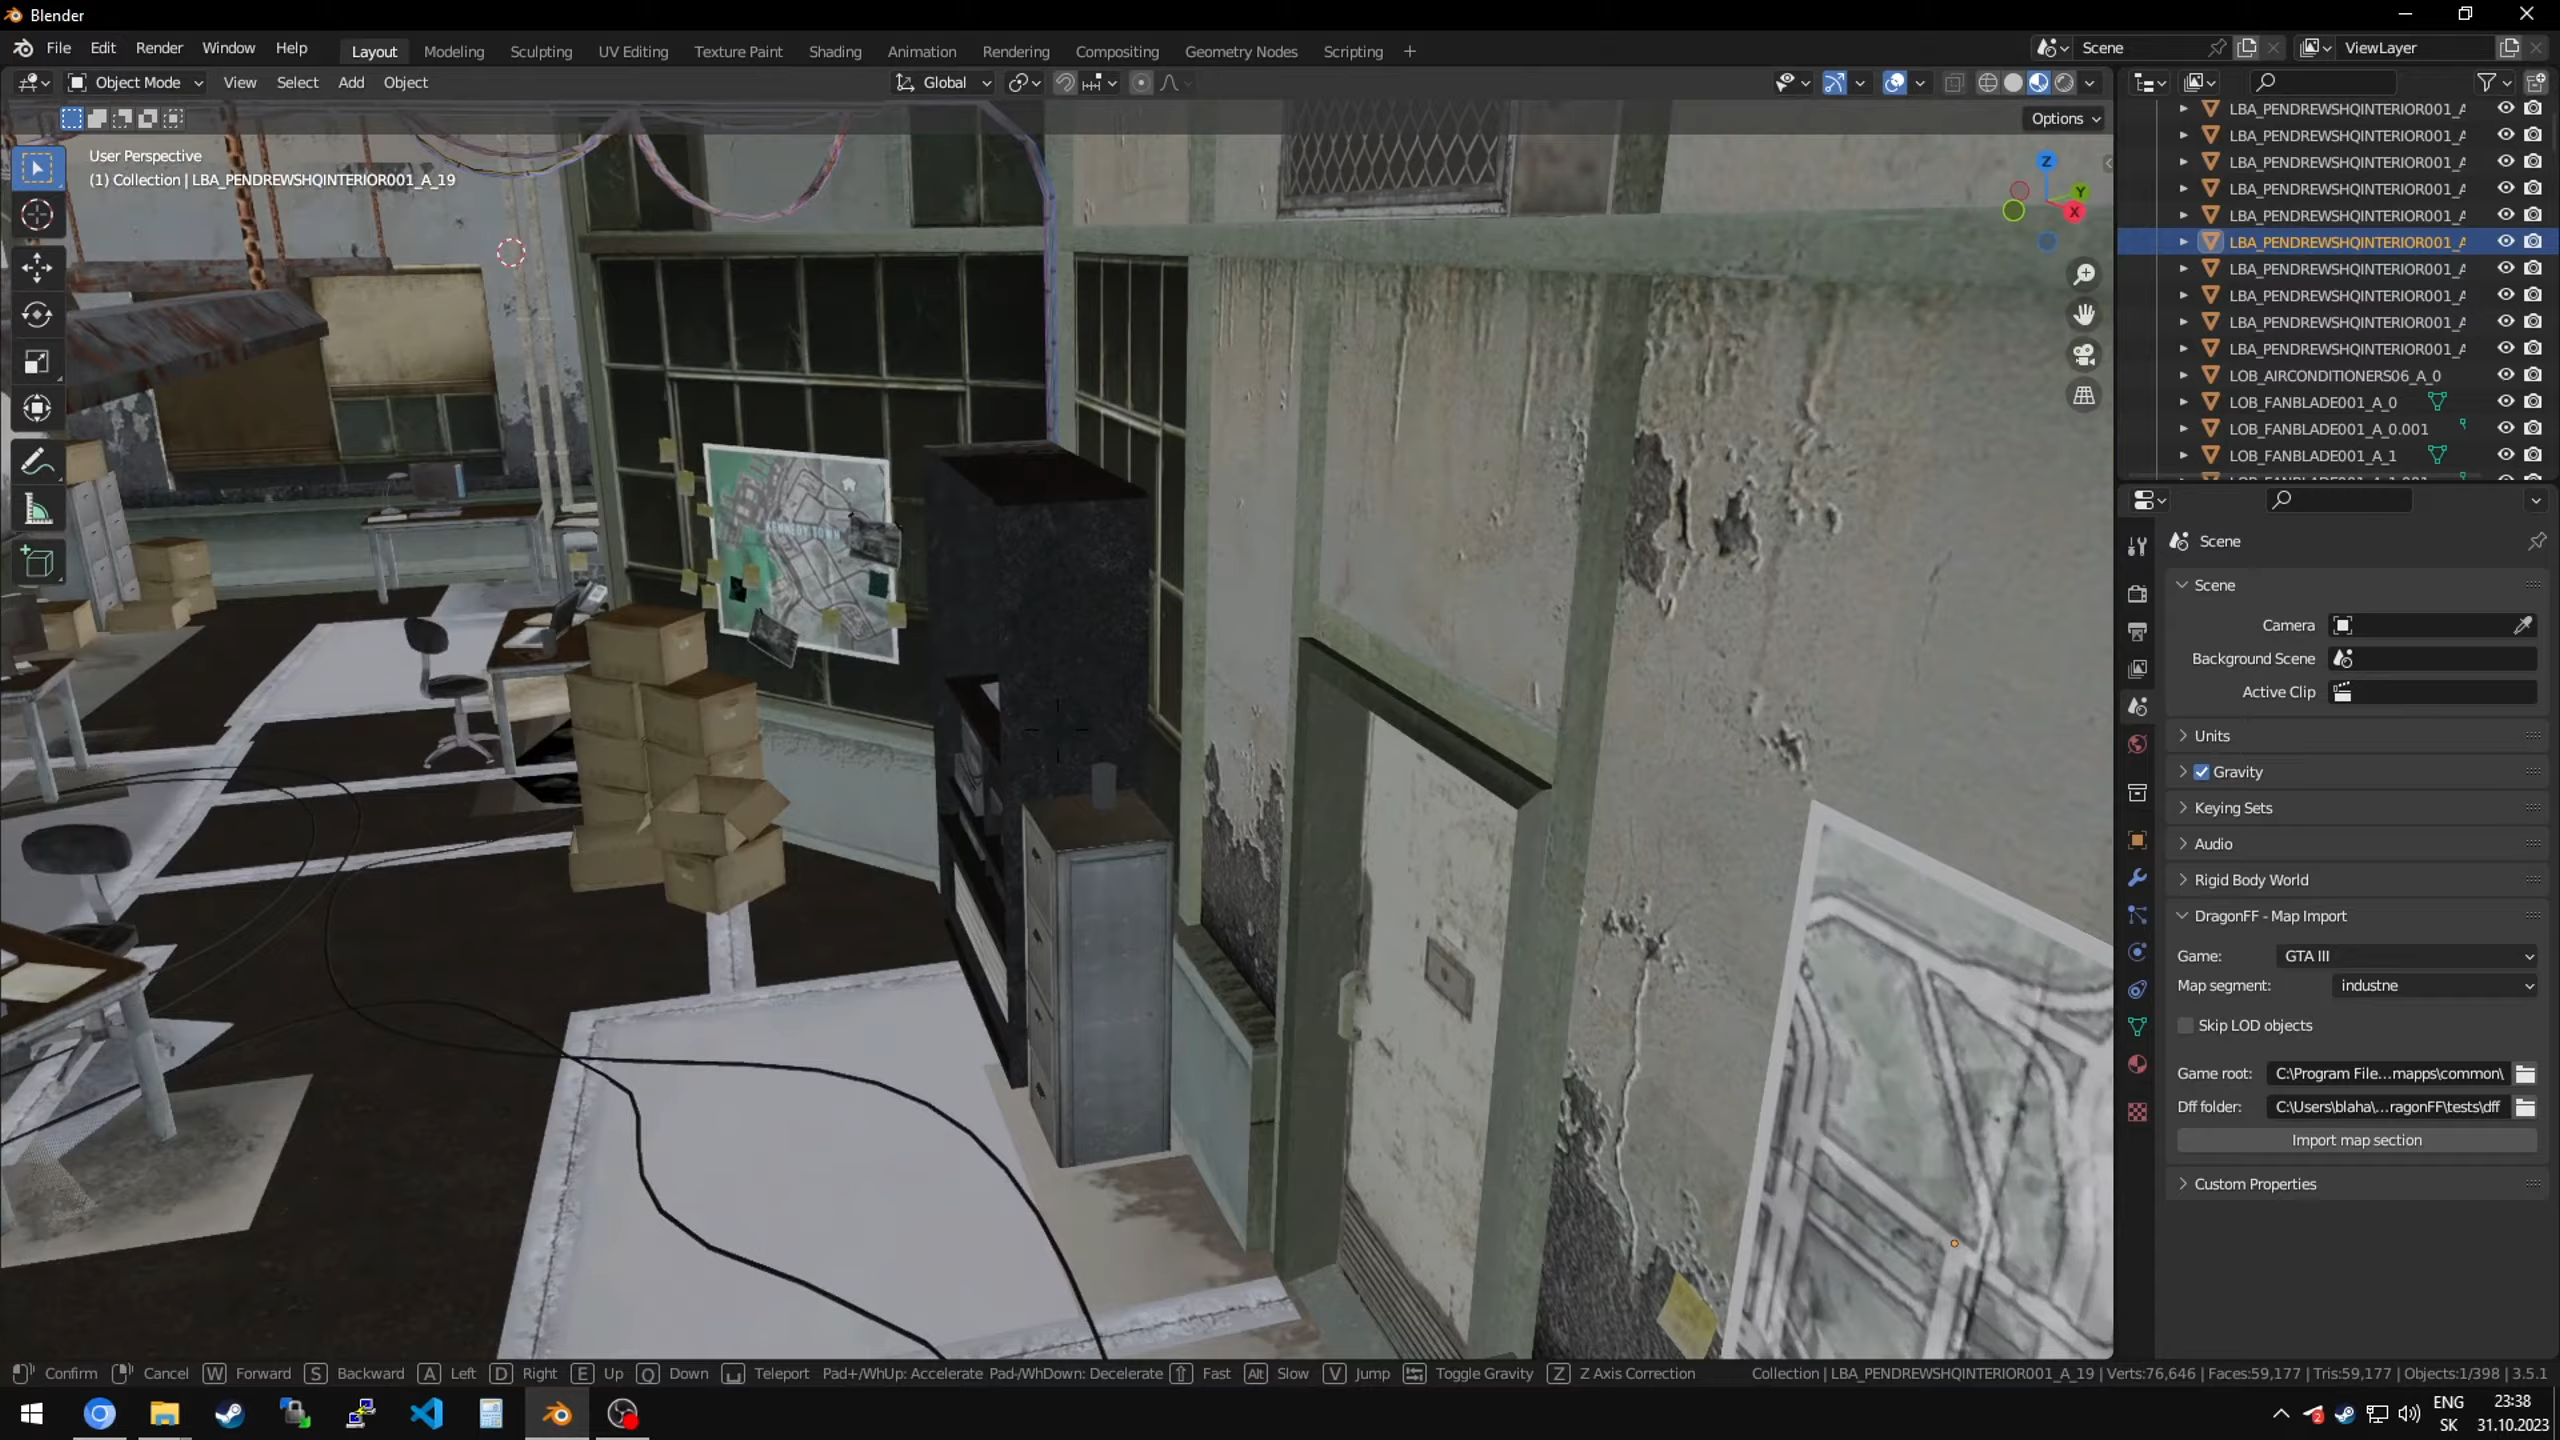 Blender
File Edit Render Window Help Layout Modeling Sculpting UV Editing Texture Paint Shading Animation Rendering Compositing Geometry Nodes Scripting + Scene ViewLayer
Object Mode View Select Add Object Global
Options
User Perspective
(1) Collection | LBA_PENDREWSHQINTERIOR001_A_19
Z
Y
X
KENNEDY TOWN
LBA_PENDREWSHQINTERIOR001_A
LBA_PENDREWSHQINTERIOR001_A
LBA_PENDREWSHQINTERIOR001_A
LBA_PENDREWSHQINTERIOR001_A
LBA_PENDREWSHQINTERIOR001_A
LBA_PENDREWSHQINTERIOR001_A
LBA_PENDREWSHQINTERIOR001_A
LBA_PENDREWSHQINTERIOR001_A
LBA_PENDREWSHQINTERIOR001_A
LBA_PENDREWSHQINTERIOR001_A
LOB_AIRCONDITIONERS06_A_0
LOB_FANBLADE001_A_0
LOB_FANBLADE001_A_0.001
LOB_FANBLADE001_A_1
Scene
Scene
Camera
Background Scene
Active Clip
Units
Gravity
Keying Sets
Audio
Rigid Body World
DragonFF - Map Import
Game: GTA III
Map segment: industne
Skip LOD objects
Game root: C:\Program File...mapps\common\
Dff folder: C:\Users\blaha\...ragonFF\tests\dff
Import map section
Custom Properties
Confirm Cancel W Forward S Backward A Left D Right E Up Q Down Teleport Pad+/WhUp: Accelerate Pad-/WhDown: Decelerate Fast Alt Slow V Jump Toggle Gravity Z Z Axis Correction Collection | LBA_PENDREWSHQINTERIOR001_A_19 | Verts:76,646 | Faces:59,177 | Tris:59,177 | Objects:1/398 | 3.5.1
2 ENG 23:38
SK 31.10.2023